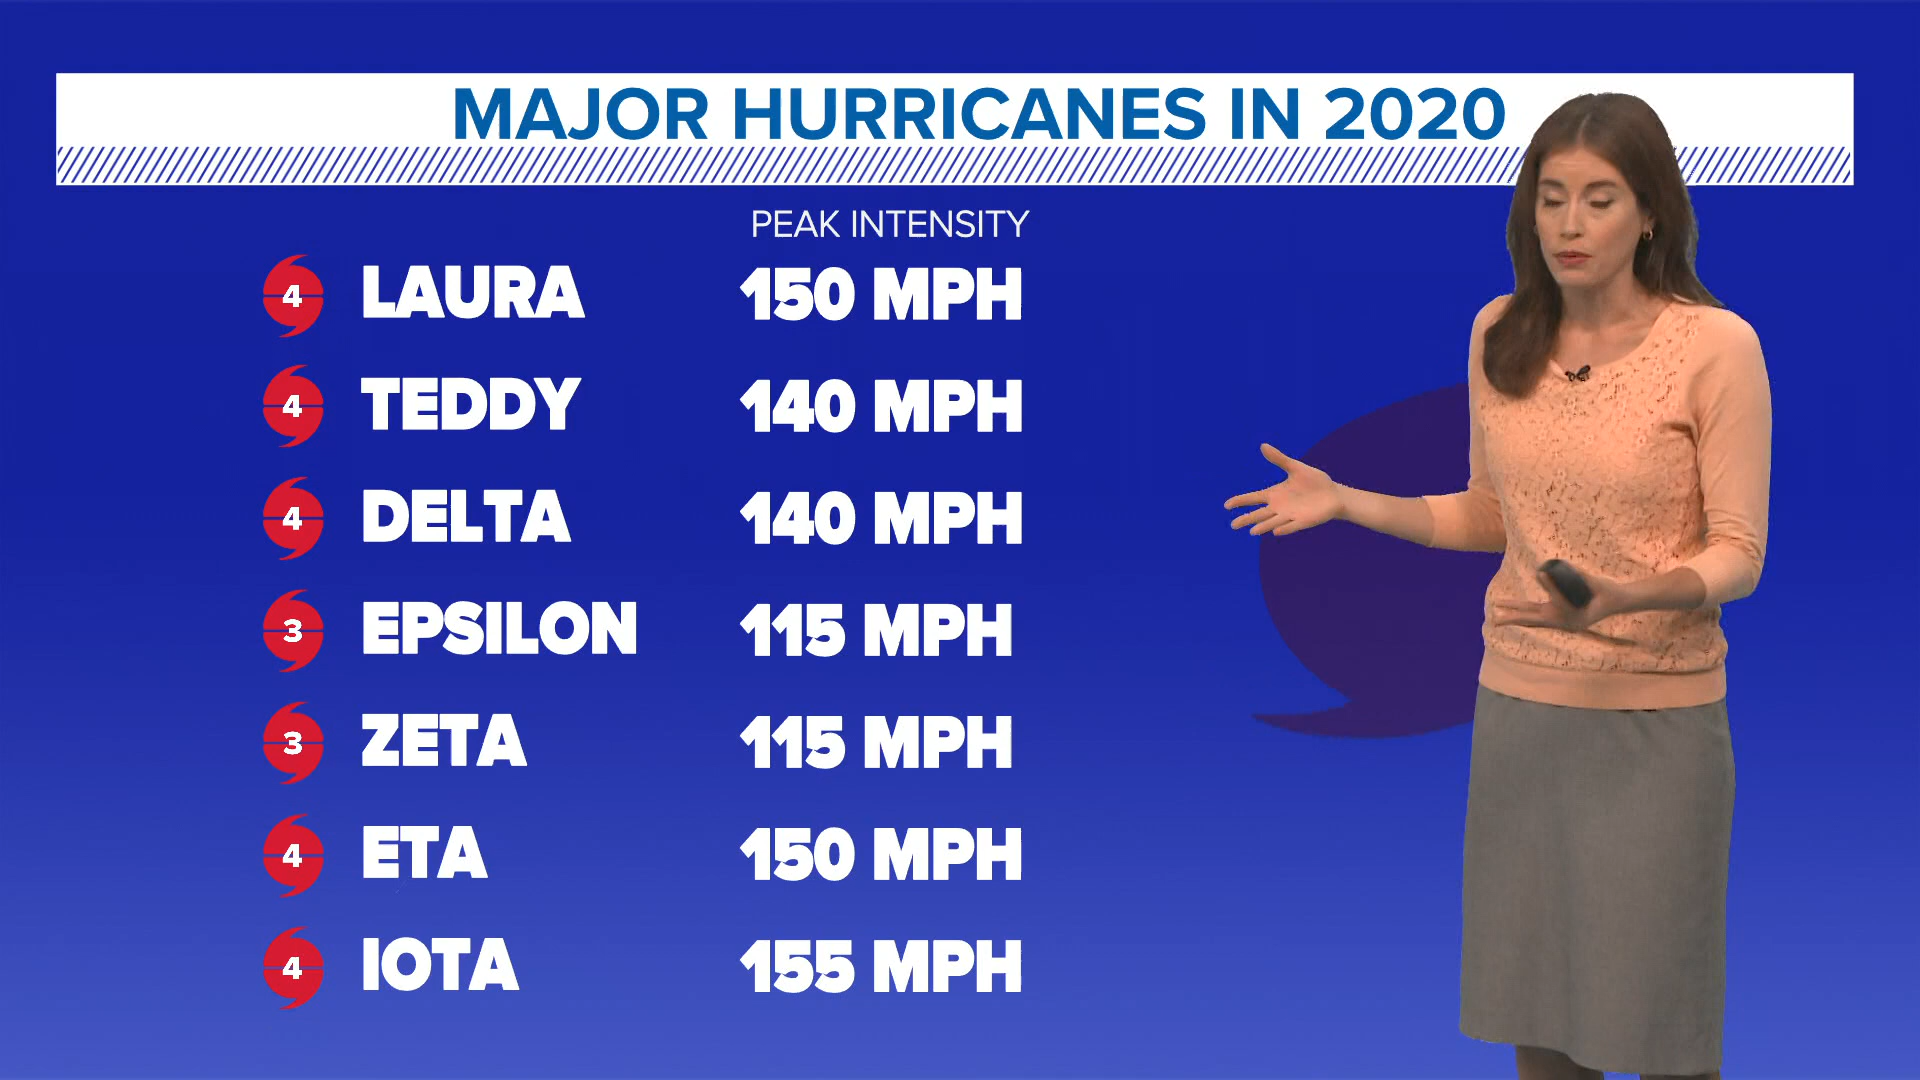 MAJOR HURRICANES IN 2020
PEAK INTENSITY
4 LAURA 150 MPH
4 TEDDY 140 MPH
4 DELTA 140 MPH
3 EPSILON 115 MPH
3 ZETA 115 MPH
4 ETA 150 MPH
4 IOTA 155 MPH